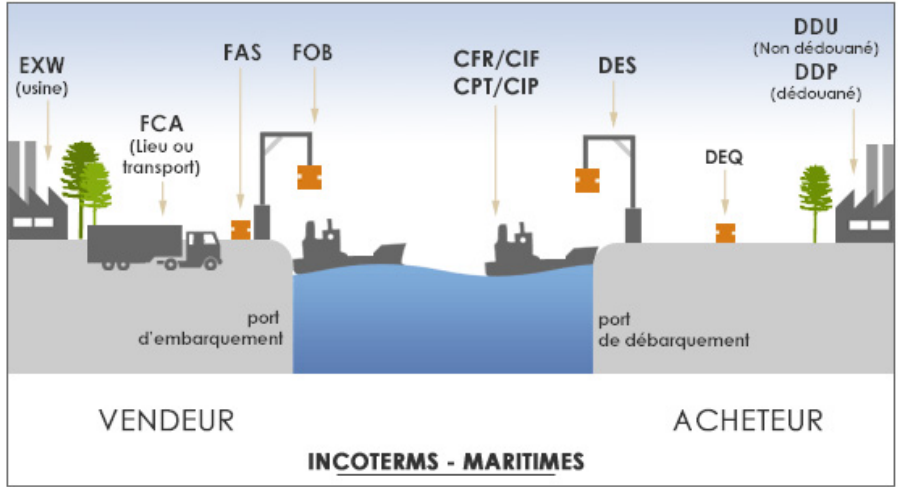 EXW
(usine)
FCA
(Lieu ou
transport)
FAS
FOB
CFR/CIF
CPT/CIP
DES
DEQ
DDU
(Non dédouané)
DDP
(dédouané)
port
d'embarquement
port
de débarquement
VENDEUR
ACHETEUR
INCOTERMS - MARITIMES